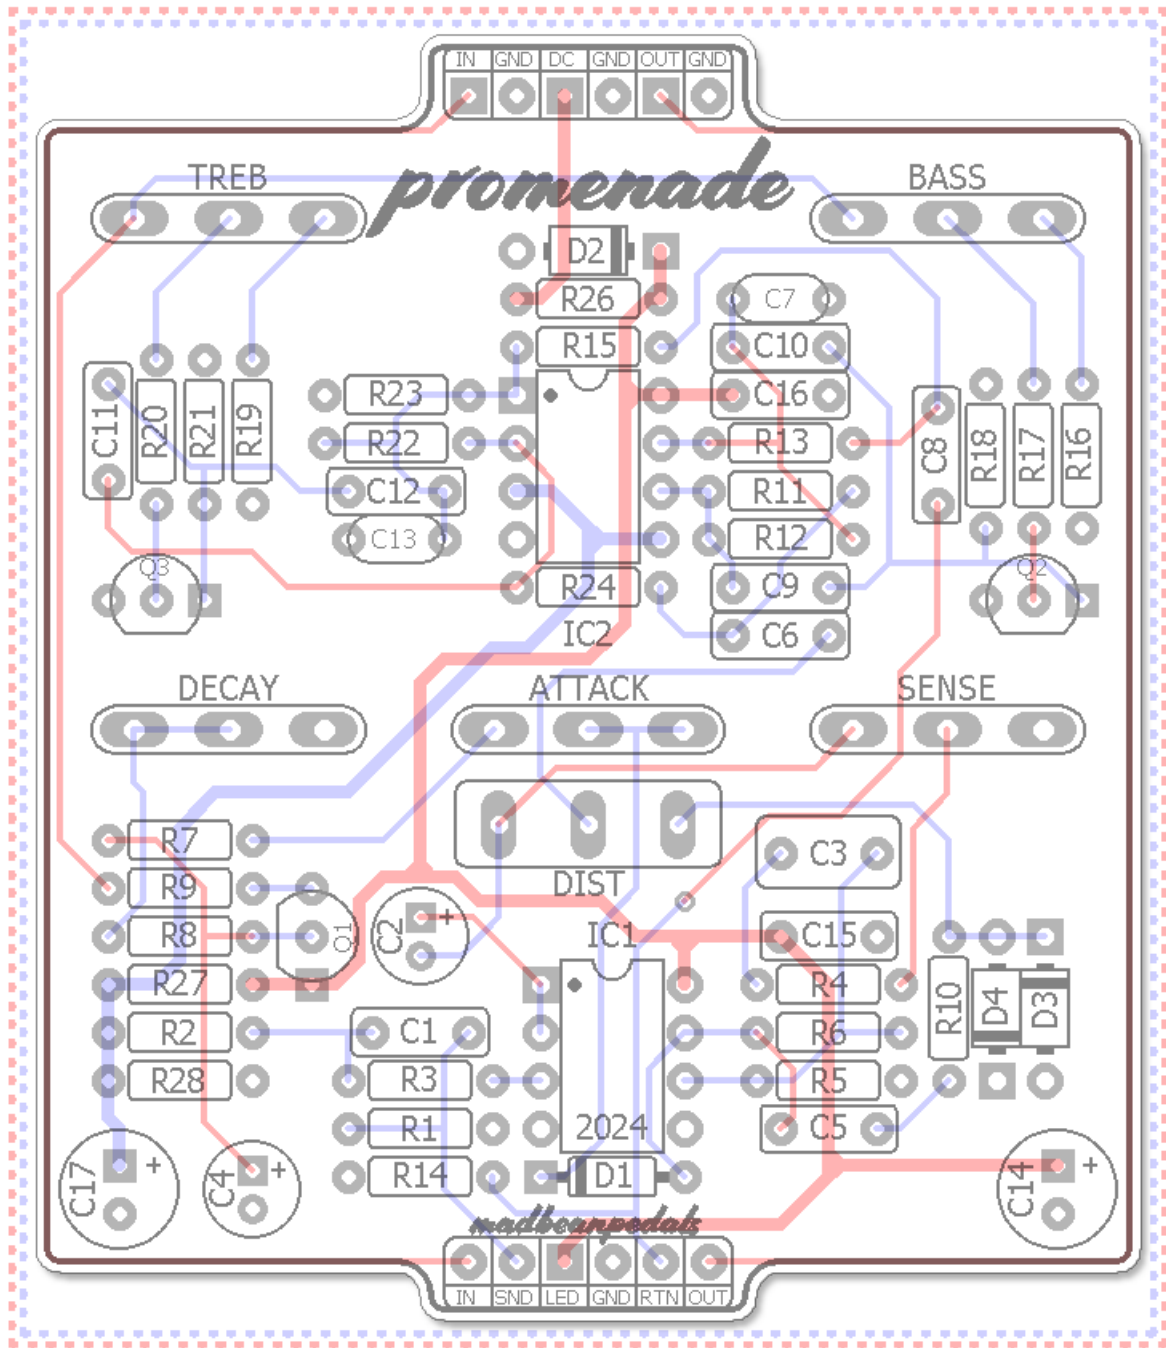 IN GND DC GND OUT GND
promenade
TREB
BASS
D2
R26
C7
R15
C10
R23
C16
C11
R20
R21
R19
R22
R13
C8
R18
R17
R16
C12
R11
C13
R12
Q3
R24
C9
Q2
IC2
C6
DECAY
ATTACK
SENSE
R7
C3
R9
DIST
R8
Q1
C2
+
IC1
C15
R27
R4
R10
D4
D3
R2
C1
R6
R28
R3
R5
R1
2024
C5
C17
+
C4
+
R14
D1
C14
+
madbeanpedals
IN SND LED GND RTN OUT